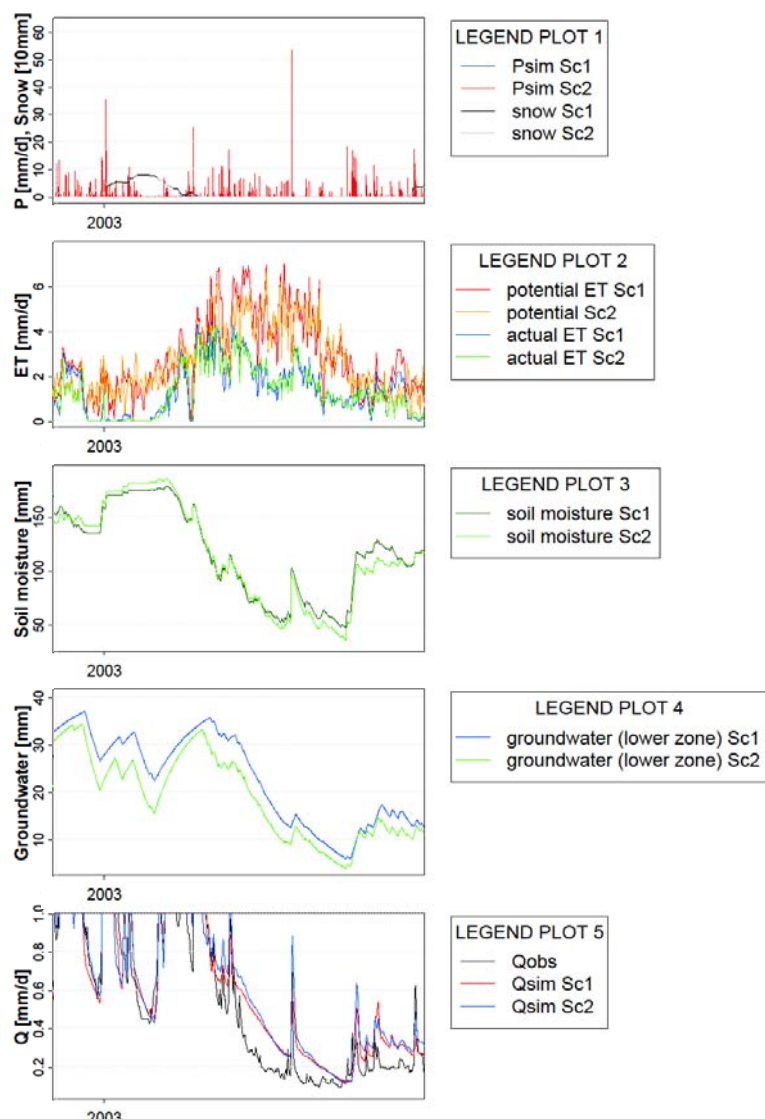 P [mm/d], Snow [10mm]
60
50
40
30
20
10
0
2003
LEGEND PLOT 1
Psim Sc1
Psim Sc2
snow Sc1
snow Sc2
ET [mm/d]
6
4
2
0
2003
LEGEND PLOT 2
potential ET Sc1
potential Sc2
actual ET Sc1
actual ET Sc2
Soil moisture [mm]
150
100
50
2003
LEGEND PLOT 3
soil moisture Sc1
soil moisture Sc2
Groundwater [mm]
40
30
20
10
2003
LEGEND PLOT 4
groundwater (lower zone) Sc1
groundwater (lower zone) Sc2
Q [mm/d]
1.0
0.8
0.6
0.4
0.2
2003
LEGEND PLOT 5
Qobs
Qsim Sc1
Qsim Sc2